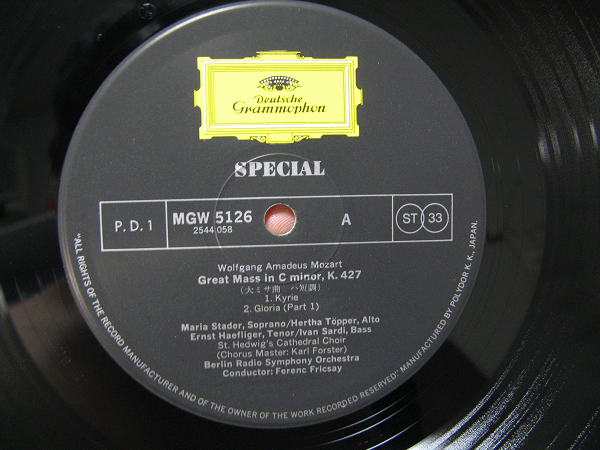 Deutsche
Grammophon
SPECIAL
P.D.1
MGW 5126
2544 058
A
ST 33
Wolfgang Amadeus Mozart
Great Mass in C minor, K. 427
(大ミサ曲 ハ短調)
1. Kyrie
2. Gloria (Part 1)
Maria Stader, Soprano/Hertha Töpper, Alto
Ernst Haefliger, Tenor/Ivan Sardi, Bass
St. Hedwig's Cathedral Choir
(Chorus Master: Karl Forster)
Berlin Radio Symphony Orchestra
Conductor: Ferenc Fricsay
"ALL RIGHTS OF THE RECORD MANUFACTURER AND OF THE OWNER OF THE WORK RECORDED RESERVED." MANUFACTURED BY POLYDOR K. K., JAPAN.